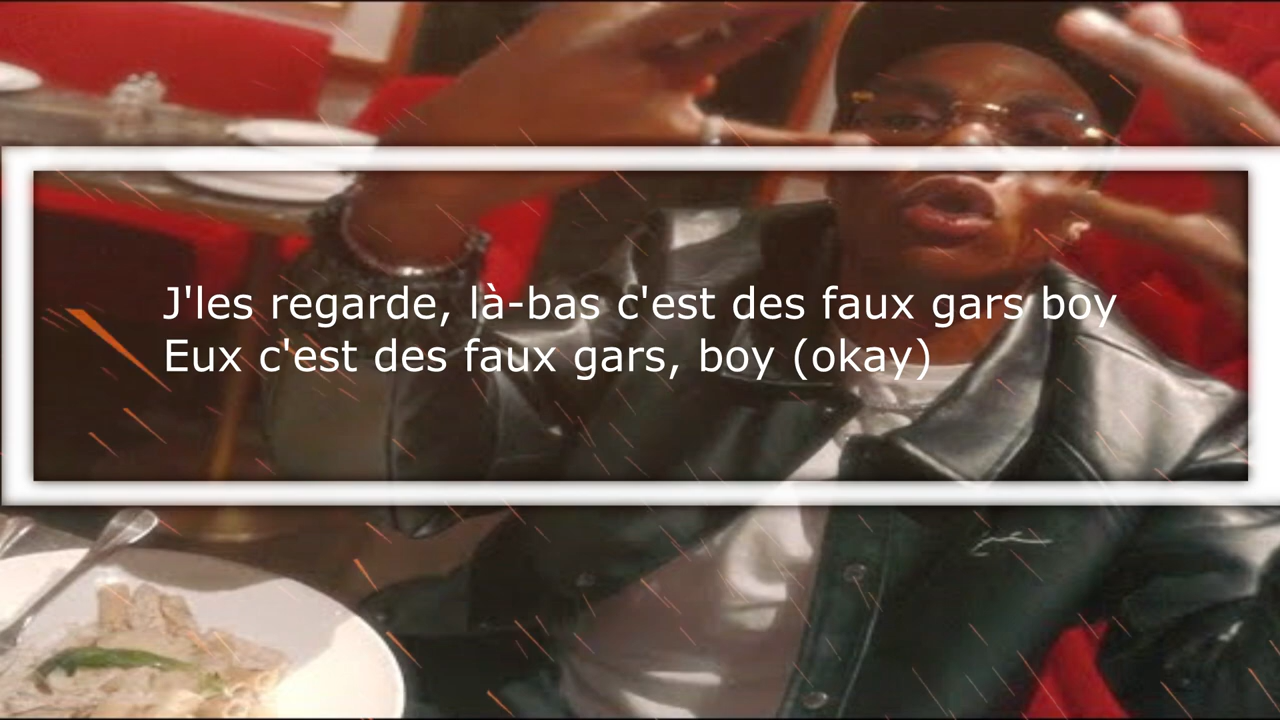 J'les regarde, là-bas c'est des faux gars boy
Eux c'est des faux gars, boy (okay)